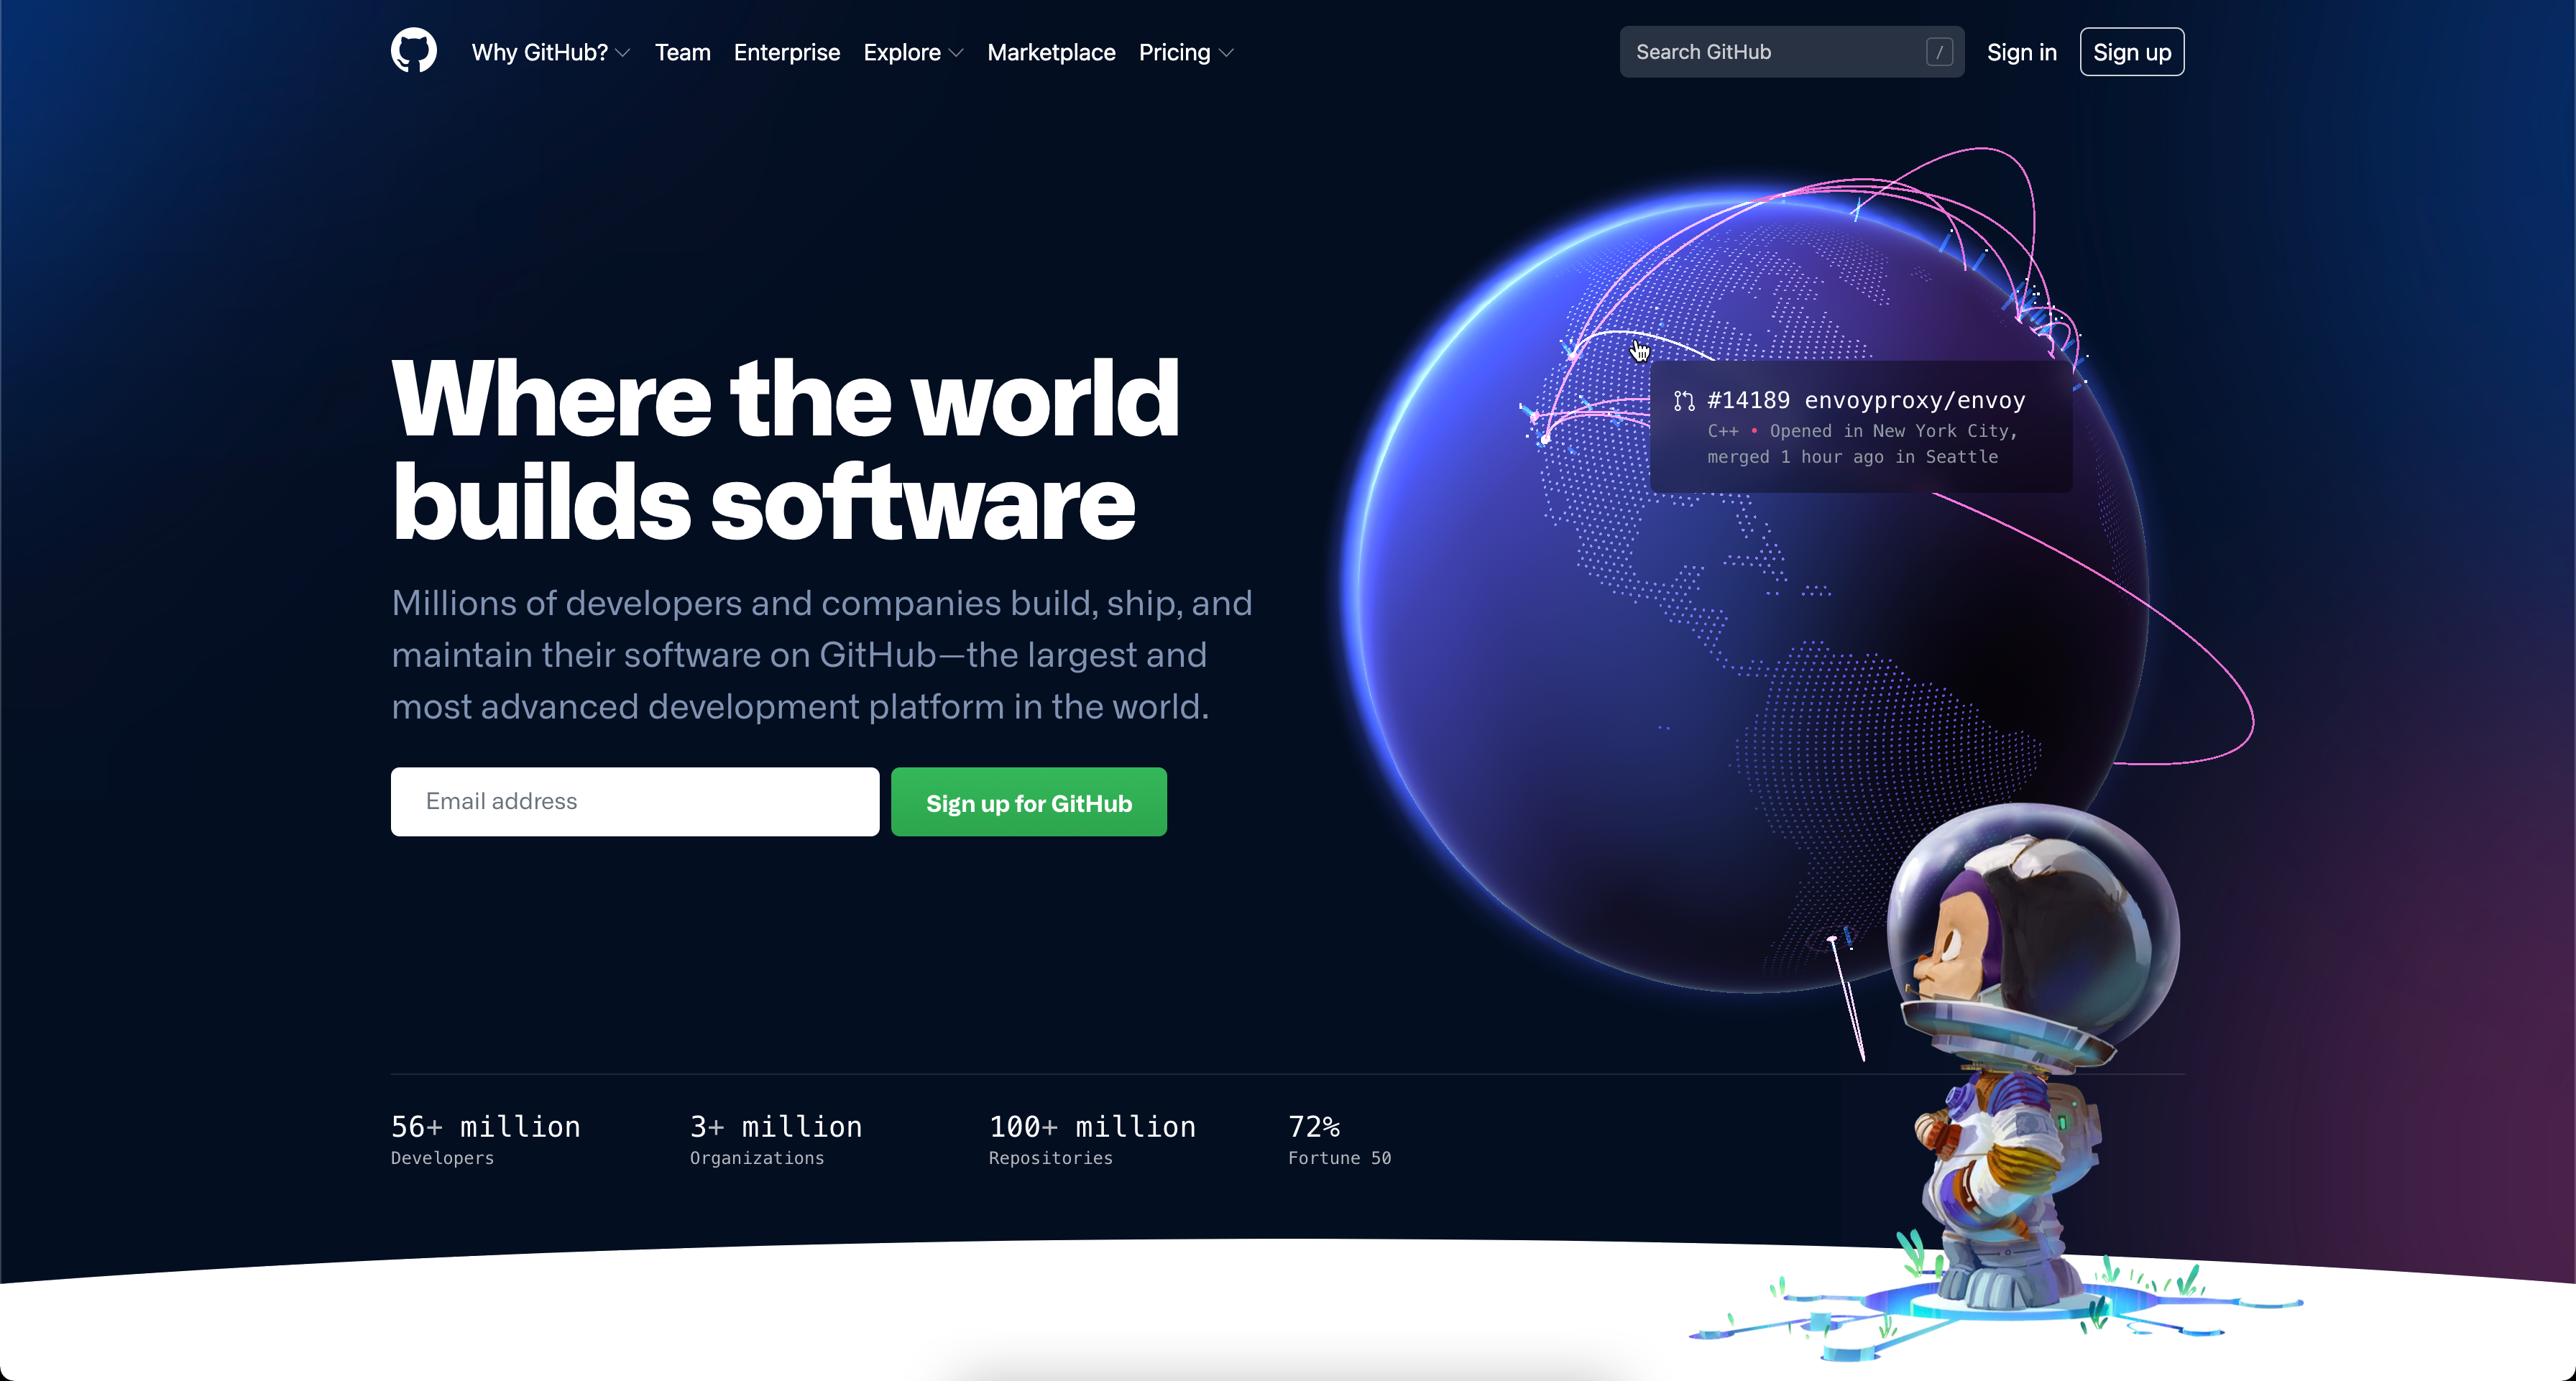 Why GitHub? Team Enterprise Explore Marketplace Pricing Search GitHub / Sign in Sign up
Where the world
builds software
Millions of developers and companies build, ship, and
maintain their software on GitHub—the largest and
most advanced development platform in the world.
Email address Sign up for GitHub
#14189 envoyproxy/envoy
C++ • Opened in New York City,
merged 1 hour ago in Seattle
56+ million
Developers
3+ million
Organizations
100+ million
Repositories
72%
Fortune 50